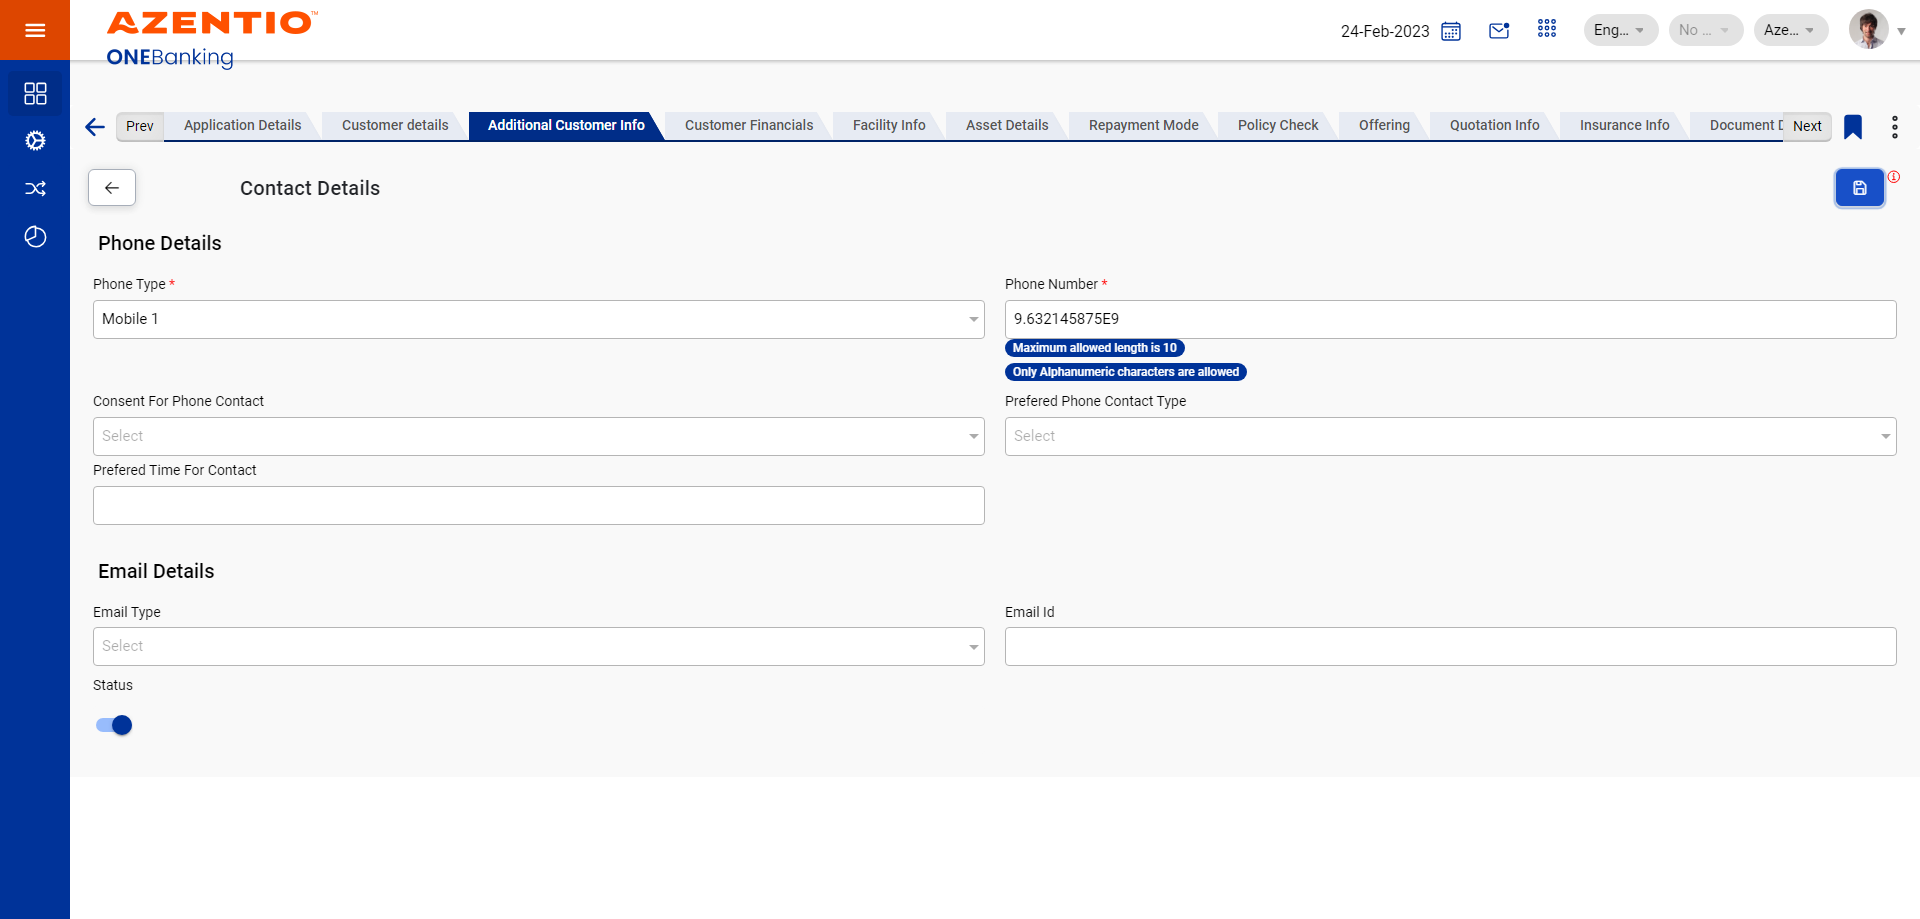 AZENTIO™
ONEBanking
24-Feb-2023
Eng...
No ...
Aze...
Prev
Application Details
Customer details
Additional Customer Info
Customer Financials
Facility Info
Asset Details
Repayment Mode
Policy Check
Offering
Quotation Info
Insurance Info
Document D
Next
Contact Details
Phone Details
Phone Type *
Phone Number *
Mobile 1
9.632145875E9
Maximum allowed length is 10
Only Alphanumeric characters are allowed
Consent For Phone Contact
Prefered Phone Contact Type
Select
Select
Prefered Time For Contact
Email Details
Email Type
Email Id
Select
Status